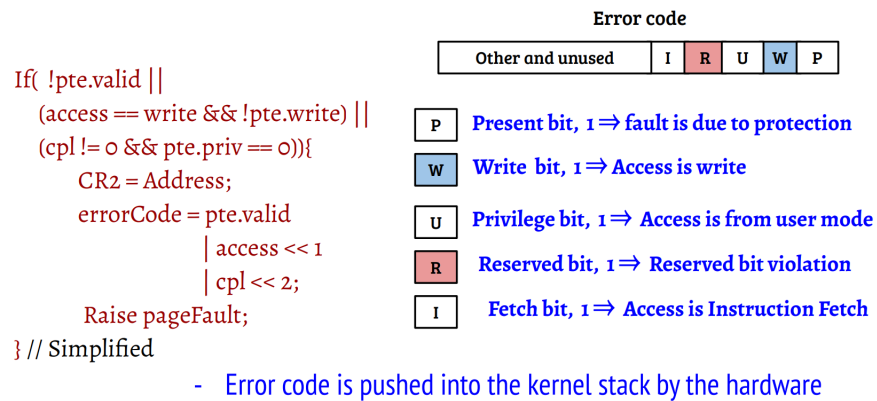 Error code
Other and unused I R U W P
If( !pte.valid ||
(access == write && !pte.write) ||
(cpl != 0 && pte.priv == 0)){
CR2 = Address;
errorCode = pte.valid
| access << 1
| cpl << 2;
Raise pageFault;
} // Simplified
P Present bit, 1 ⇒ fault is due to protection
W Write bit, 1 ⇒ Access is write
U Privilege bit, 1 ⇒ Access is from user mode
R Reserved bit, 1 ⇒ Reserved bit violation
I Fetch bit, 1 ⇒ Access is Instruction Fetch
- Error code is pushed into the kernel stack by the hardware